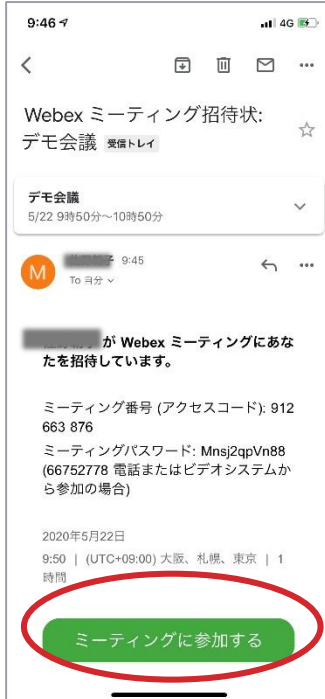 9:46
4G
Webex ミーティング招待状:
デモ会議 受信トレイ
デモ会議
5/22 9時50分～10時50分
M
9:45
To 自分
が Webex ミーティングにあな
たを招待しています。
ミーティング番号 (アクセスコード): 912
663 876
ミーティングパスワード: Mnsj2qpVn88
(66752778 電話またはビデオシステムか
ら参加の場合)
2020年5月22日
9:50 | (UTC+09:00) 大阪、札幌、東京 | 1
時間
ミーティングに参加する